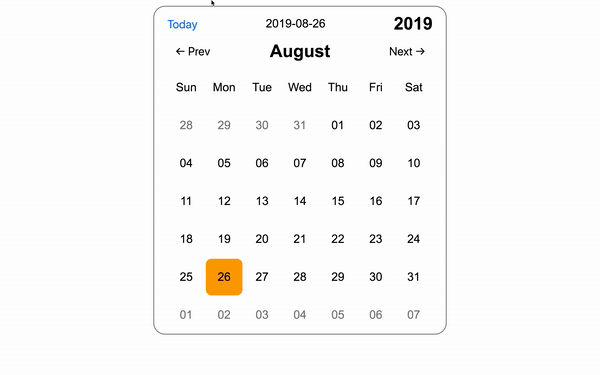 Today 2019-08-26 2019
← Prev August Next →
Sun Mon Tue Wed Thu Fri Sat
28 29 30 31 01 02 03
04 05 06 07 08 09 10
11 12 13 14 15 16 17
18 19 20 21 22 23 24
25 26 27 28 29 30 31
01 02 03 04 05 06 07